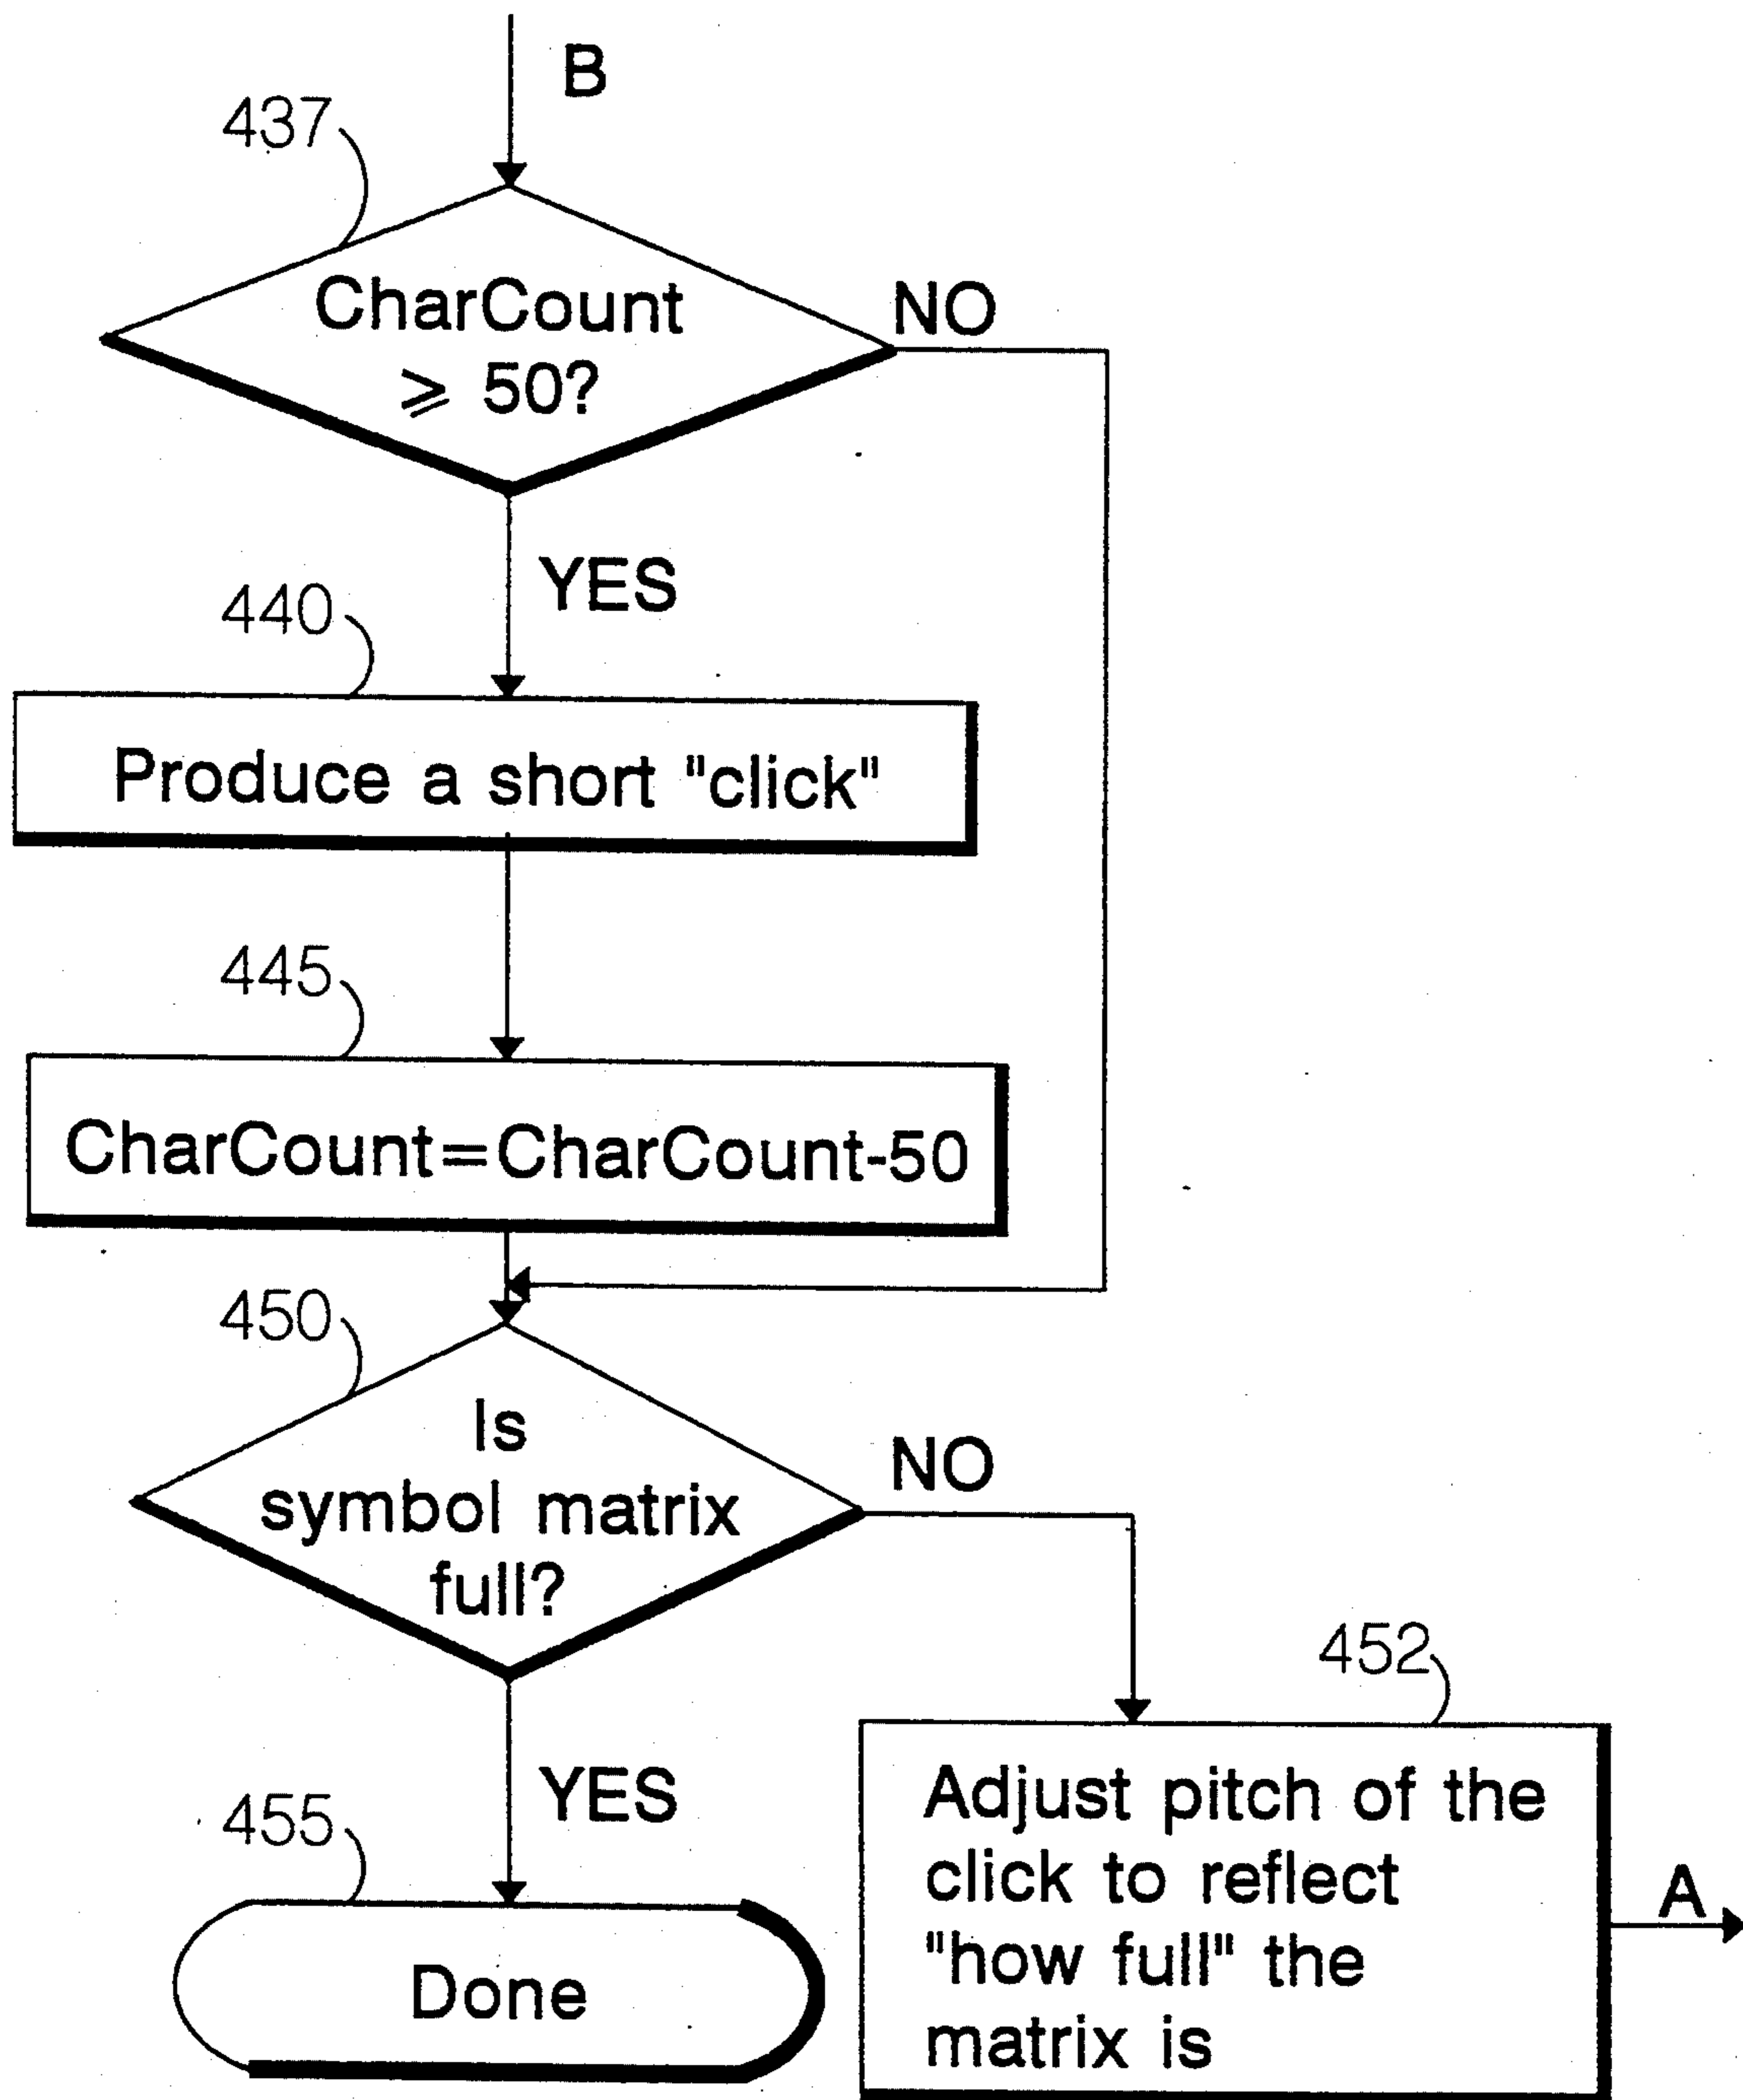 B
437
CharCount
⩾ 50?
NO
YES
440
Produce a short "click"
445
CharCount=CharCount-50
450
Is
symbol matrix
full?
NO
452
YES
455
Adjust pitch of the
click to reflect
"how full" the
matrix is
A
Done